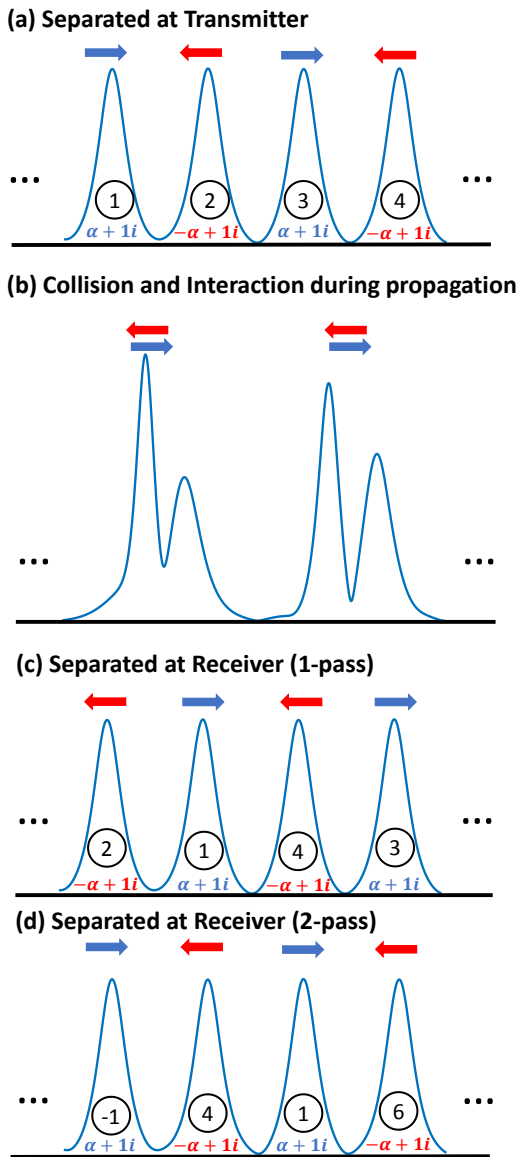 (a) Separated at Transmitter
... 1 2 3 4 ...
α + 1i −α + 1i α + 1i −α + 1i
(b) Collision and Interaction during propagation
... ...
(c) Separated at Receiver (1-pass)
... 2 1 4 3 ...
−α + 1i α + 1i −α + 1i α + 1i
(d) Separated at Receiver (2-pass)
... -1 4 1 6 ...
α + 1i −α + 1i α + 1i −α + 1i